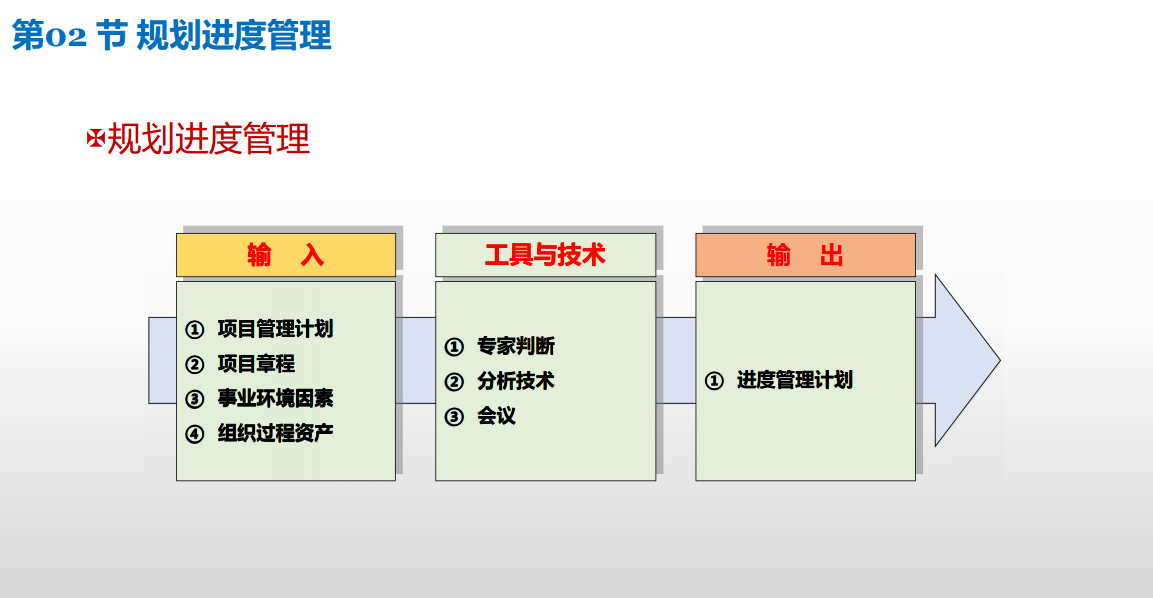 第02 节 规划进度管理
✠规划进度管理
输 入
① 项目管理计划
② 项目章程
③ 事业环境因素
④ 组织过程资产
工具与技术
① 专家判断
② 分析技术
③ 会议
输 出
① 进度管理计划